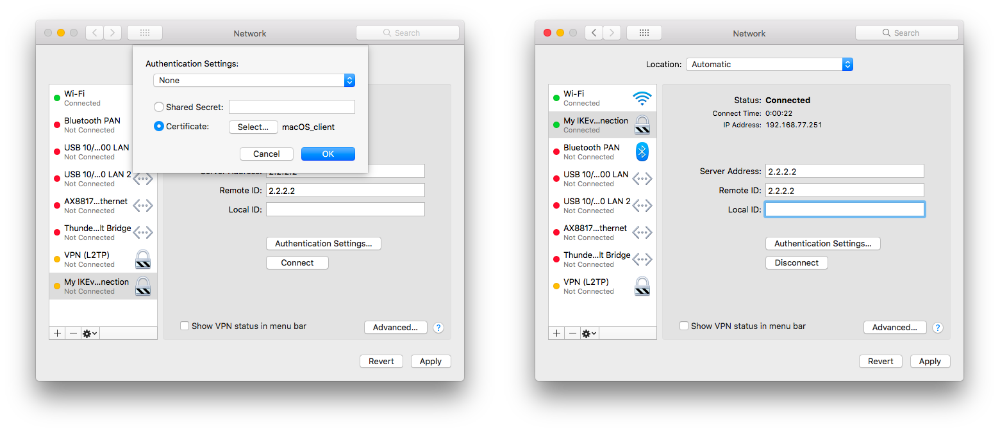 Network
Search
Authentication Settings:
None
Shared Secret:
Certificate: Select... macOS_client
Cancel OK
Wi-Fi
Connected
Bluetooth PAN
Not Connected
USB 10/...00 LAN
Not Connected
USB 10/...0 LAN 2
Not Connected
AX8817...thernet
Not Connected
Thunde...lt Bridge
Not Connected
VPN (L2TP)
Not Connected
My IKEv...nection
Not Connected
Server Address: 2.2.2.2
Remote ID: 2.2.2.2
Local ID:
Authentication Settings...
Connect
Show VPN status in menu bar
Advanced... ?
Revert Apply
Network
Search
Location: Automatic
Wi-Fi
Connected
My IKEv...nection
Connected
Bluetooth PAN
Not Connected
USB 10/...00 LAN
Not Connected
USB 10/...0 LAN 2
Not Connected
AX8817...thernet
Not Connected
Thunde...lt Bridge
Not Connected
VPN (L2TP)
Not Connected
Status: Connected
Connect Time: 0:00:22
IP Address: 192.168.77.251
Server Address: 2.2.2.2
Remote ID: 2.2.2.2
Local ID:
Authentication Settings...
Disconnect
Show VPN status in menu bar
Advanced... ?
Revert Apply